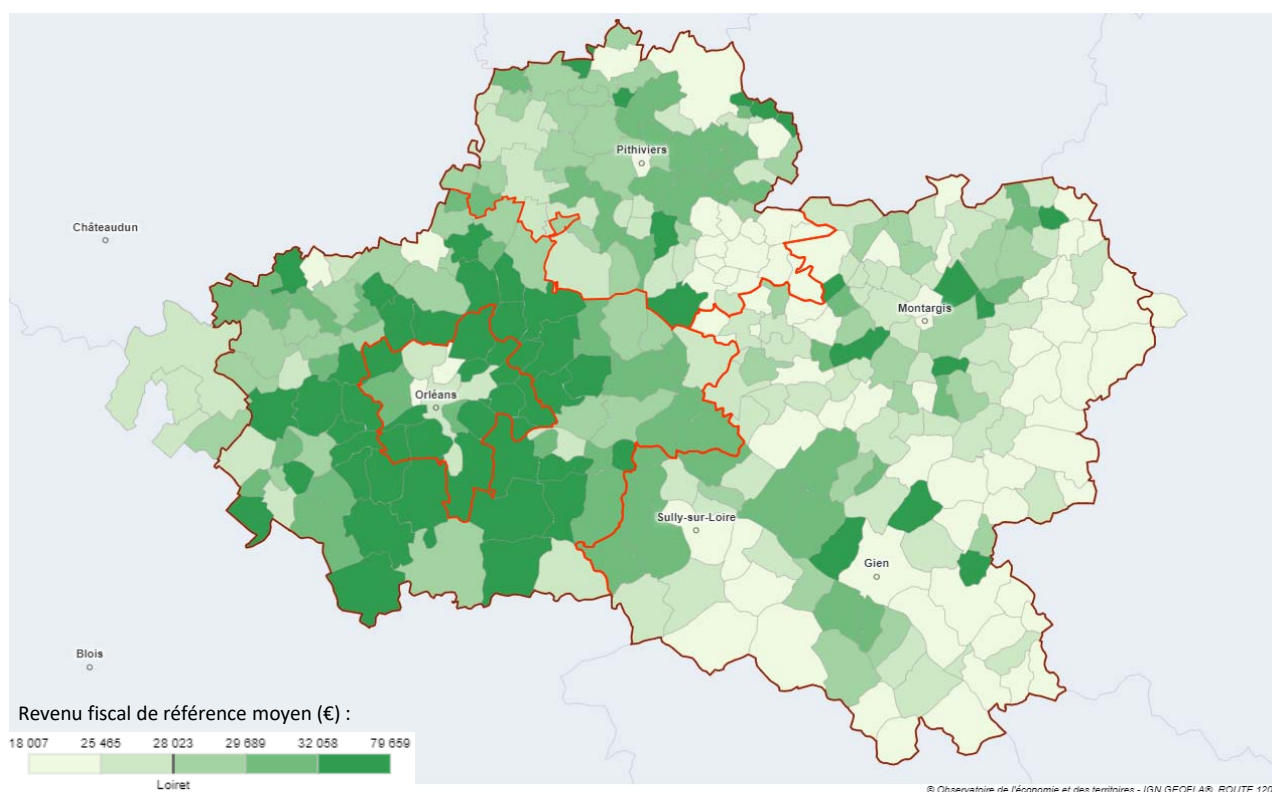 Pithiviers
Châteaudun
Montargis
Orléans
Sully-sur-Loire
Gien
Blois
Revenu fiscal de référence moyen (€) :
18 007 25 465 28 023 29 689 32 058 79 659
Loiret
© Observatoire de l'économie et des territoires - IGN GEOFLA®, ROUTE 120